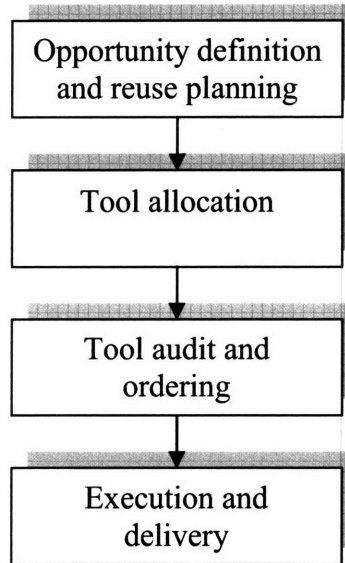 Opportunity definition
and reuse planning
Tool allocation
Tool audit and
ordering
Execution and
delivery